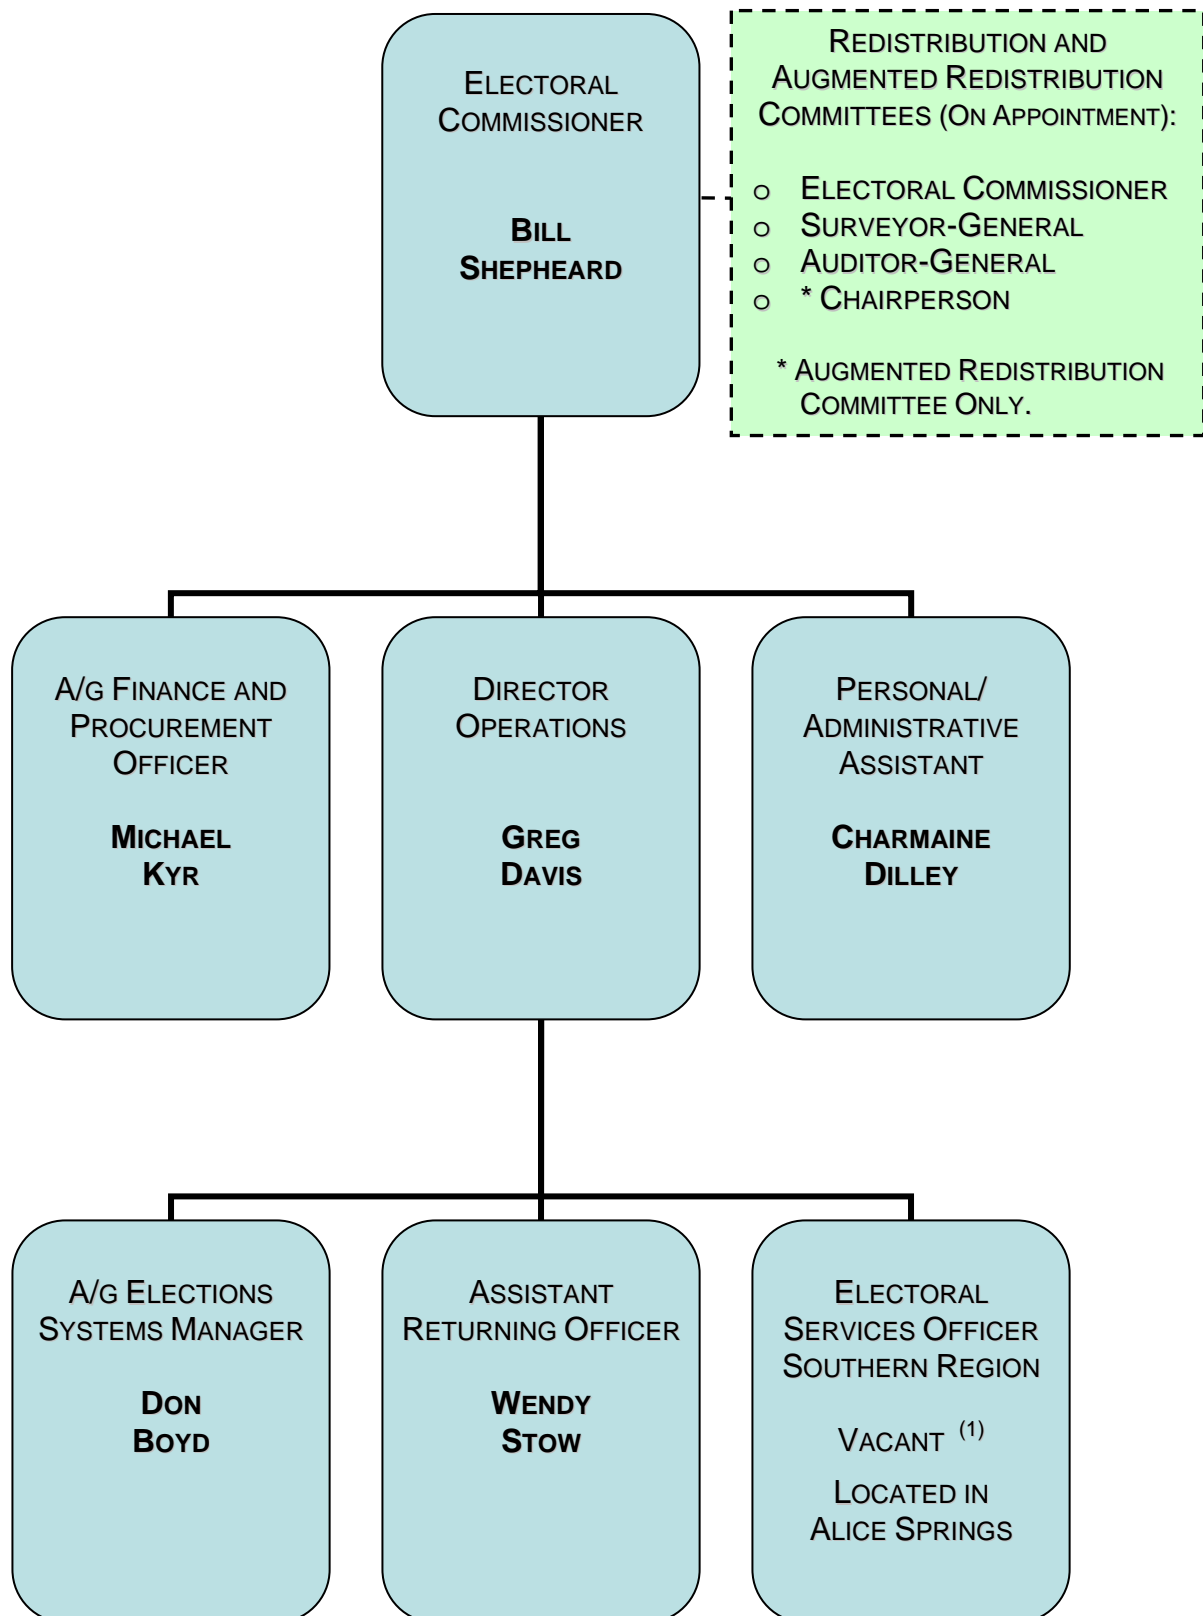 ELECTORAL
COMMISSIONER
BILL
SHEPHEARD
REDISTRIBUTION AND
AUGMENTED REDISTRIBUTION
COMMITTEES (ON APPOINTMENT):
o ELECTORAL COMMISSIONER
o SURVEYOR-GENERAL
o AUDITOR-GENERAL
o * CHAIRPERSON
* AUGMENTED REDISTRIBUTION
COMMITTEE ONLY.
A/G FINANCE AND
PROCUREMENT
OFFICER
MICHAEL
KYR
DIRECTOR
OPERATIONS
GREG
DAVIS
PERSONAL/
ADMINISTRATIVE
ASSISTANT
CHARMAINE
DILLEY
A/G ELECTIONS
SYSTEMS MANAGER
DON
BOYD
ASSISTANT
RETURNING OFFICER
WENDY
STOW
ELECTORAL
SERVICES OFFICER
SOUTHERN REGION
VACANT (1)
LOCATED IN
ALICE SPRINGS